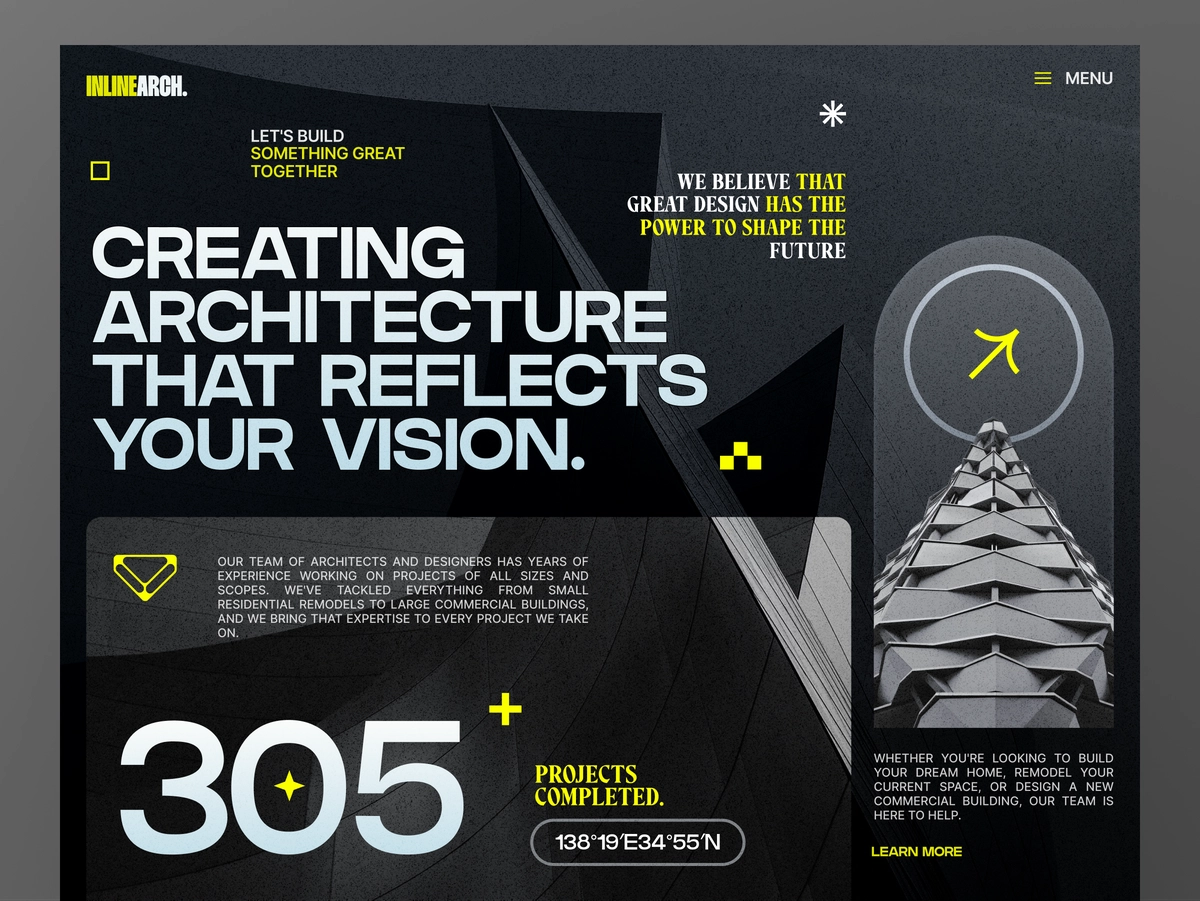 INLINEARCH.
MENU
LET'S BUILD
SOMETHING GREAT
TOGETHER
WE BELIEVE THAT
GREAT DESIGN HAS THE
POWER TO SHAPE THE
FUTURE
CREATING
ARCHITECTURE
THAT REFLECTS
YOUR VISION.
OUR TEAM OF ARCHITECTS AND DESIGNERS HAS YEARS OF
EXPERIENCE WORKING ON PROJECTS OF ALL SIZES AND
SCOPES. WE'VE TACKLED EVERYTHING FROM SMALL
RESIDENTIAL REMODELS TO LARGE COMMERCIAL BUILDINGS,
AND WE BRING THAT EXPERTISE TO EVERY PROJECT WE TAKE
ON.
305
+
PROJECTS
COMPLETED.
138°19′E34°55′N
WHETHER YOU'RE LOOKING TO BUILD
YOUR DREAM HOME, REMODEL YOUR
CURRENT SPACE, OR DESIGN A NEW
COMMERCIAL BUILDING, OUR TEAM IS
HERE TO HELP.
LEARN MORE